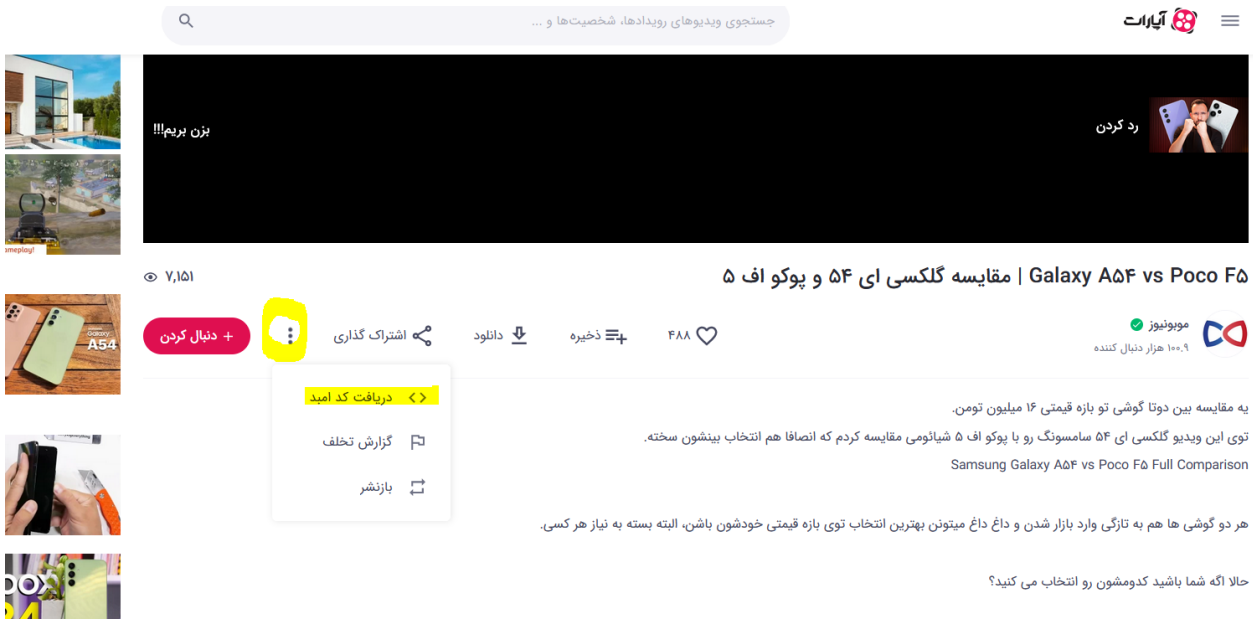 آپارات
جستجوی ویدیوهای رویدادها، شخصیت‌ها و ...
رد کردن
بزن بریم!!!
Galaxy A۵۴ vs Poco F۵ | مقایسه گلکسی ای ۵۴ و پوکو اف ۵
۷,۱۵۱
موبونیوز
۱۰۰.۹ هزار دنبال کننده
۴۸۸
ذخیره
دانلود
اشتراک گذاری
+ دنبال کردن
دریافت کد امبد
گزارش تخلف
بازنشر
یه مقایسه بین دوتا گوشی تو بازه قیمتی ۱۶ میلیون تومن.
توی این ویدیو گلکسی ای ۵۴ سامسونگ رو با پوکو اف ۵ شیائومی مقایسه کردم که انصافا هم انتخاب بینشون سخته.
Samsung Galaxy A۵۴ vs Poco F۵ Full Comparison
هر دو گوشی ها هم به تازگی وارد بازار شدن و داغ داغ میتونن بهترین انتخاب توی بازه قیمتی خودشون باشن، البته بسته به نیاز هر کسی.
حالا اگه شما باشید کدومشون رو انتخاب می کنید؟
ameplay!
Galaxy
A54